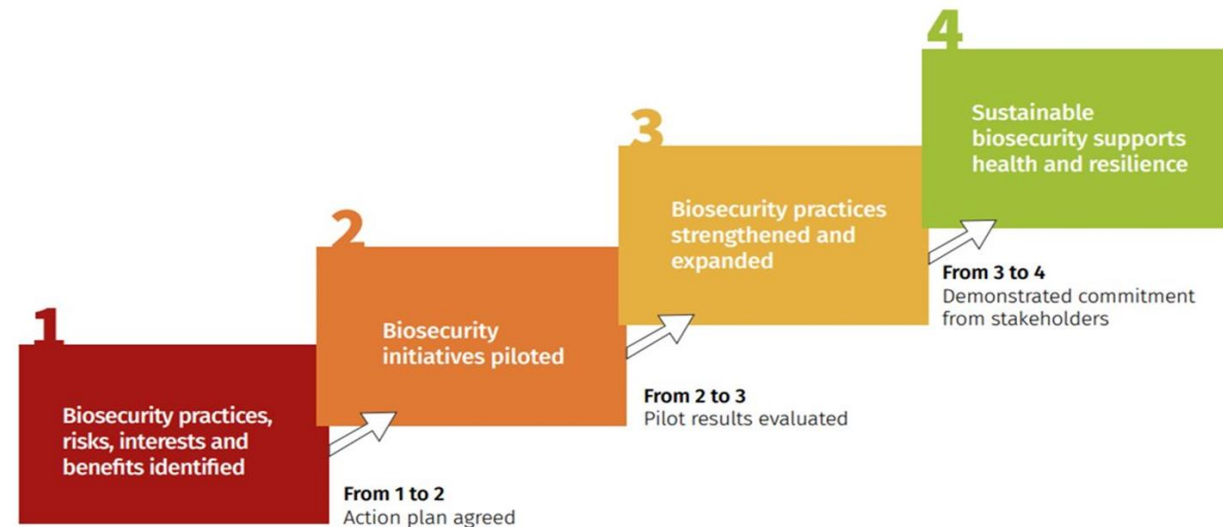 1
Biosecurity practices,
risks, interests and
benefits identified
From 1 to 2
Action plan agreed
2
Biosecurity
initiatives piloted
From 2 to 3
Pilot results evaluated
3
Biosecurity practices
strengthened and
expanded
From 3 to 4
Demonstrated commitment
from stakeholders
4
Sustainable
biosecurity supports
health and resilience